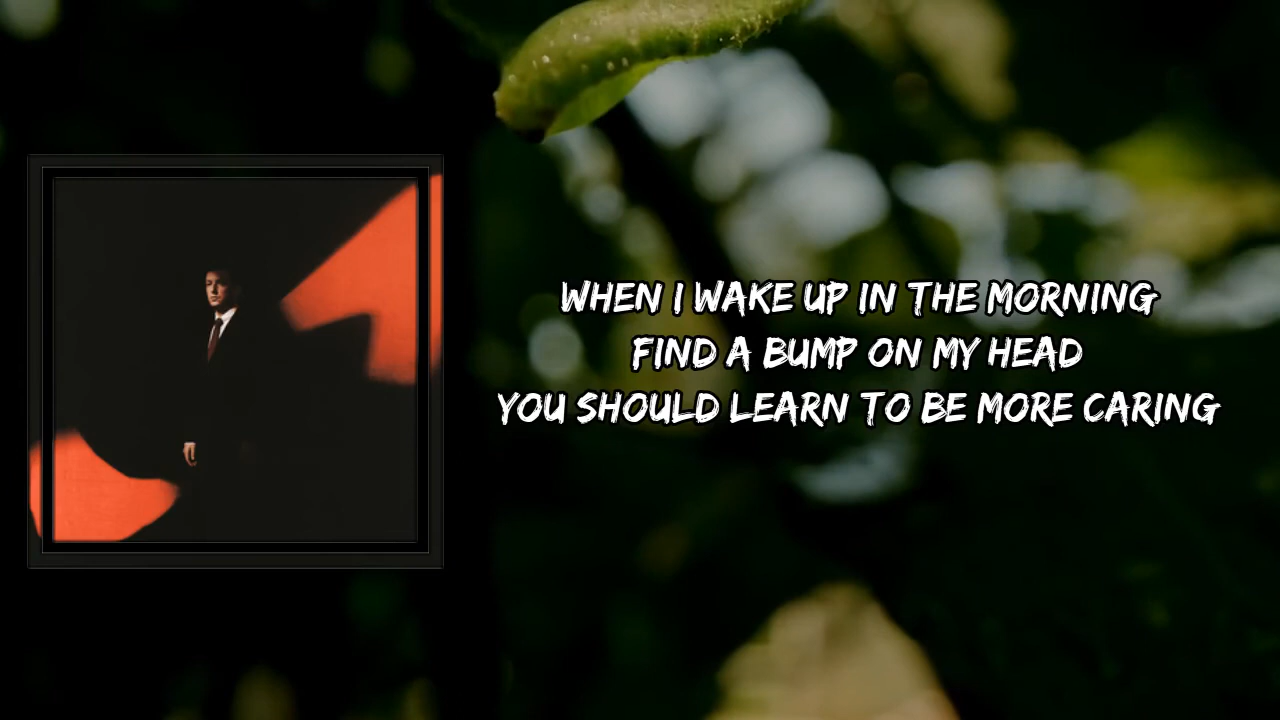 WHEN I WAKE UP IN THE MORNING
FIND A BUMP ON MY HEAD
YOU SHOULD LEARN TO BE MORE CARING